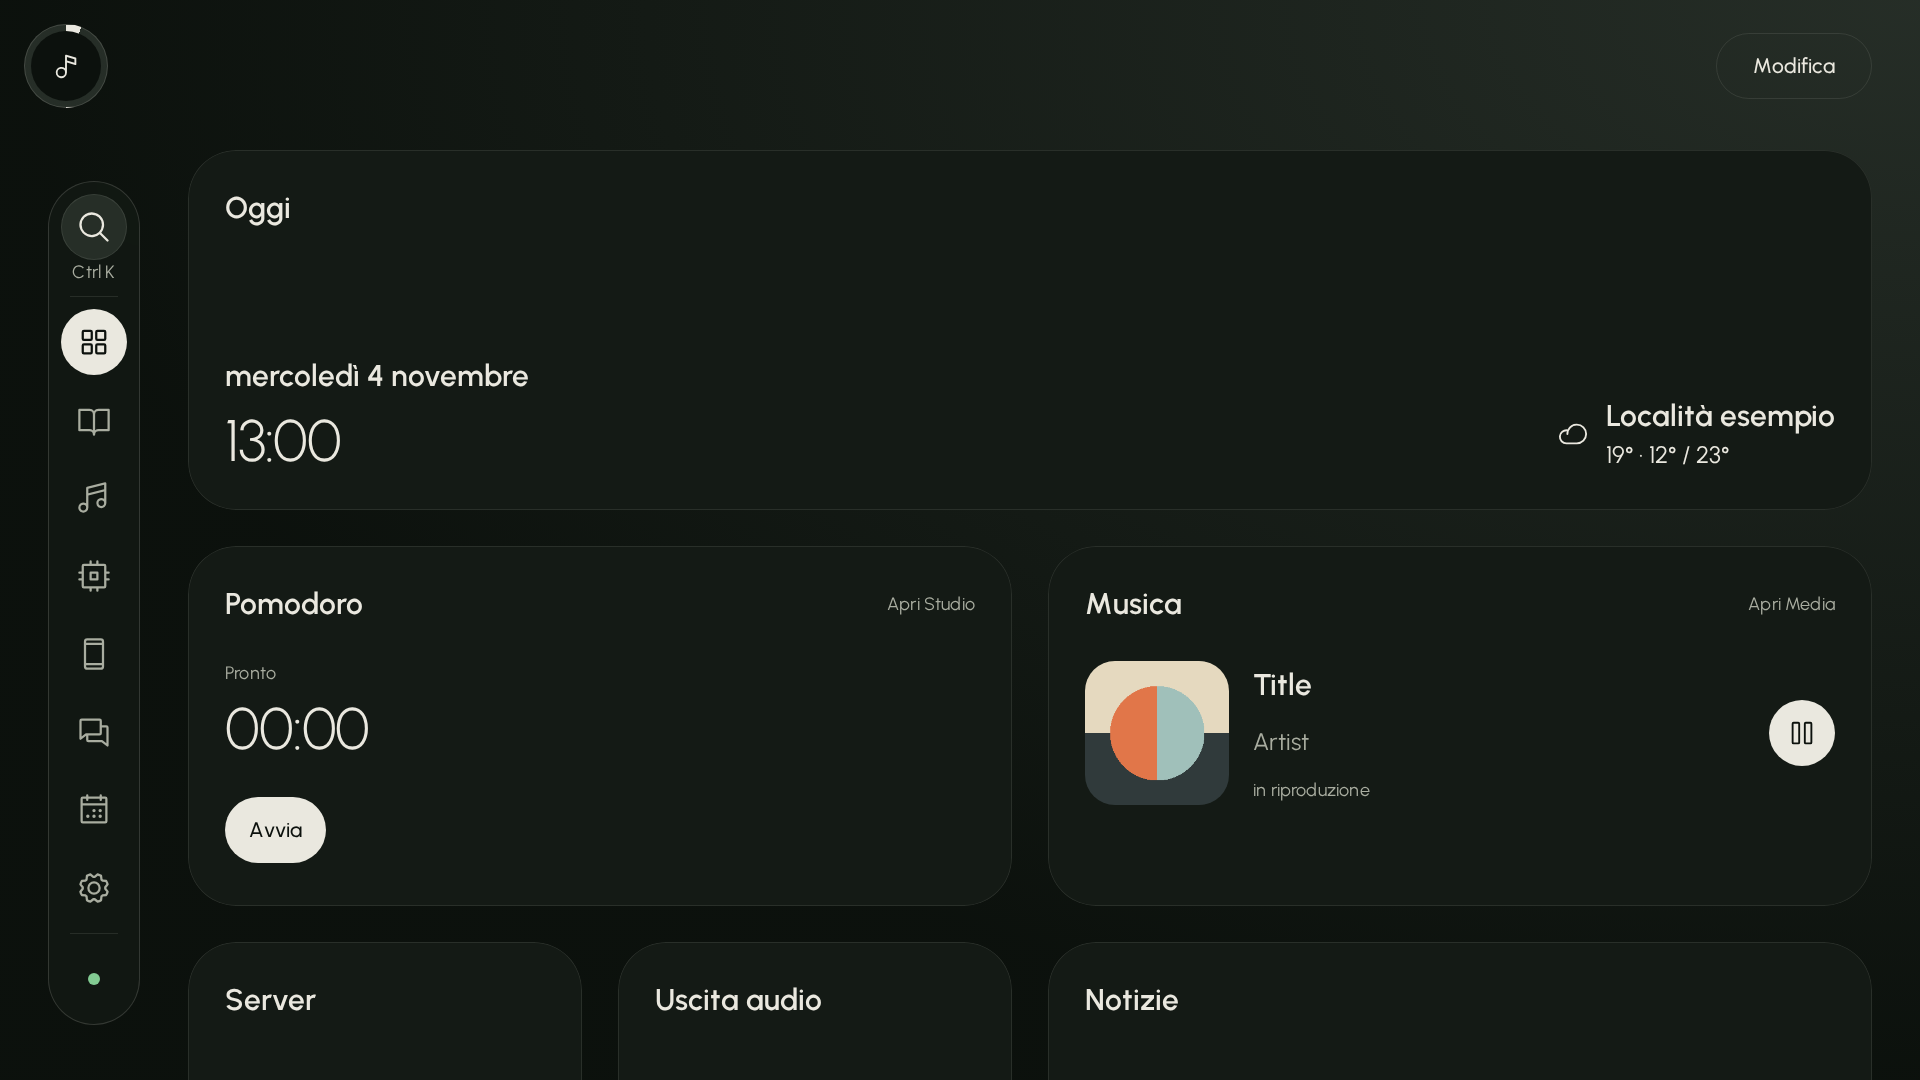 Modifica
Oggi
Ctrl K
mercoledì 4 novembre
13:00
Località esempio
19° · 12° / 23°
Pomodoro
Apri Studio
Pronto
00:00
Avvia
Musica
Apri Media
Title
Artist
in riproduzione
Server
Uscita audio
Notizie